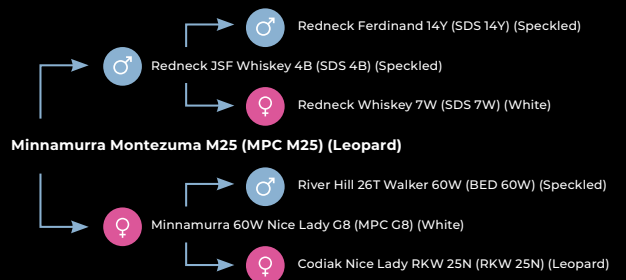 Redneck Ferdinand 14Y (SDS 14Y) (Speckled)
Redneck JSF Whiskey 4B (SDS 4B) (Speckled)
Redneck Whiskey 7W (SDS 7W) (White)
Minnamurra Montezuma M25 (MPC M25) (Leopard)
River Hill 26T Walker 60W (BED 60W) (Speckled)
Minnamurra 60W Nice Lady G8 (MPC G8) (White)
Codiak Nice Lady RKW 25N (RKW 25N) (Leopard)